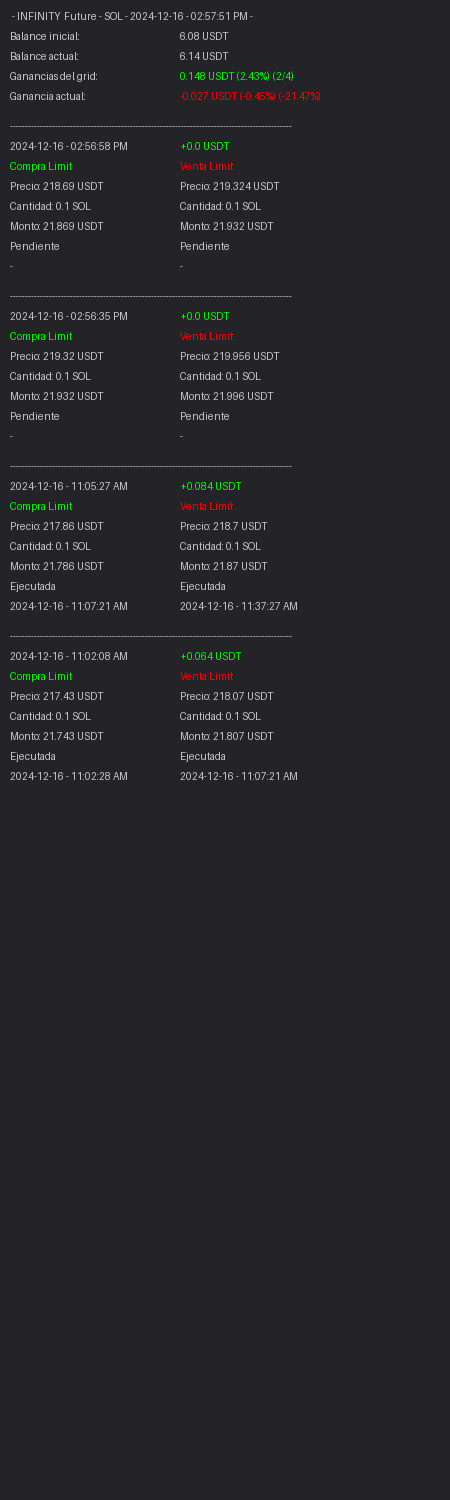 - INFINITY Future - SOL - 2024-12-16 - 02:57:51 PM -
Balance inicial: 6.08 USDT
Balance actual: 6.14 USDT
Ganancias del grid: 0.148 USDT (2.43%) (2/4)
Ganancia actual: -0.027 USDT (-0.45%) (-21.47%)
----------------------------------------------------------------------------------------------
2024-12-16 - 02:56:58 PM +0.0 USDT
Compra Limit Venta Limit
Precio: 218.69 USDT Precio: 219.324 USDT
Cantidad: 0.1 SOL Cantidad: 0.1 SOL
Monto: 21.869 USDT Monto: 21.932 USDT
Pendiente Pendiente
- -
----------------------------------------------------------------------------------------------
2024-12-16 - 02:56:35 PM +0.0 USDT
Compra Limit Venta Limit
Precio: 219.32 USDT Precio: 219.956 USDT
Cantidad: 0.1 SOL Cantidad: 0.1 SOL
Monto: 21.932 USDT Monto: 21.996 USDT
Pendiente Pendiente
- -
----------------------------------------------------------------------------------------------
2024-12-16 - 11:05:27 AM +0.084 USDT
Compra Limit Venta Limit
Precio: 217.86 USDT Precio: 218.7 USDT
Cantidad: 0.1 SOL Cantidad: 0.1 SOL
Monto: 21.786 USDT Monto: 21.87 USDT
Ejecutada Ejecutada
2024-12-16 - 11:07:21 AM 2024-12-16 - 11:37:27 AM
----------------------------------------------------------------------------------------------
2024-12-16 - 11:02:08 AM +0.064 USDT
Compra Limit Venta Limit
Precio: 217.43 USDT Precio: 218.07 USDT
Cantidad: 0.1 SOL Cantidad: 0.1 SOL
Monto: 21.743 USDT Monto: 21.807 USDT
Ejecutada Ejecutada
2024-12-16 - 11:02:28 AM 2024-12-16 - 11:07:21 AM